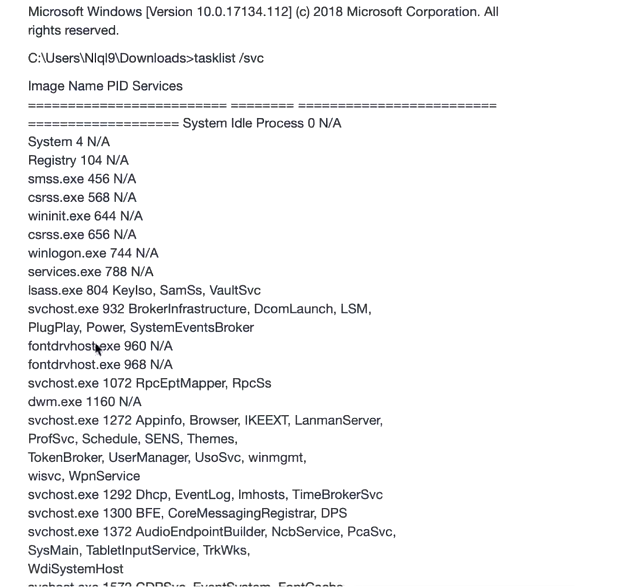 Microsoft Windows [Version 10.0.17134.112] (c) 2018 Microsoft Corporation. All
rights reserved.
C:\Users\Nlql9\Downloads>tasklist /svc
Image Name PID Services
========================= ======== =========================
=================== System Idle Process 0 N/A
System 4 N/A
Registry 104 N/A
smss.exe 456 N/A
csrss.exe 568 N/A
wininit.exe 644 N/A
csrss.exe 656 N/A
winlogon.exe 744 N/A
services.exe 788 N/A
lsass.exe 804 KeyIso, SamSs, VaultSvc
svchost.exe 932 BrokerInfrastructure, DcomLaunch, LSM,
PlugPlay, Power, SystemEventsBroker
fontdrvhost.exe 960 N/A
fontdrvhost.exe 968 N/A
svchost.exe 1072 RpcEptMapper, RpcSs
dwm.exe 1160 N/A
svchost.exe 1272 Appinfo, Browser, IKEEXT, LanmanServer,
ProfSvc, Schedule, SENS, Themes,
TokenBroker, UserManager, UsoSvc, winmgmt,
wisvc, WpnService
svchost.exe 1292 Dhcp, EventLog, lmhosts, TimeBrokerSvc
svchost.exe 1300 BFE, CoreMessagingRegistrar, DPS
svchost.exe 1372 AudioEndpointBuilder, NcbService, PcaSvc,
SysMain, TabletInputService, TrkWks,
WdiSystemHost
svchost.exe 1572 CDPSvc, EventSystem, FontCache,